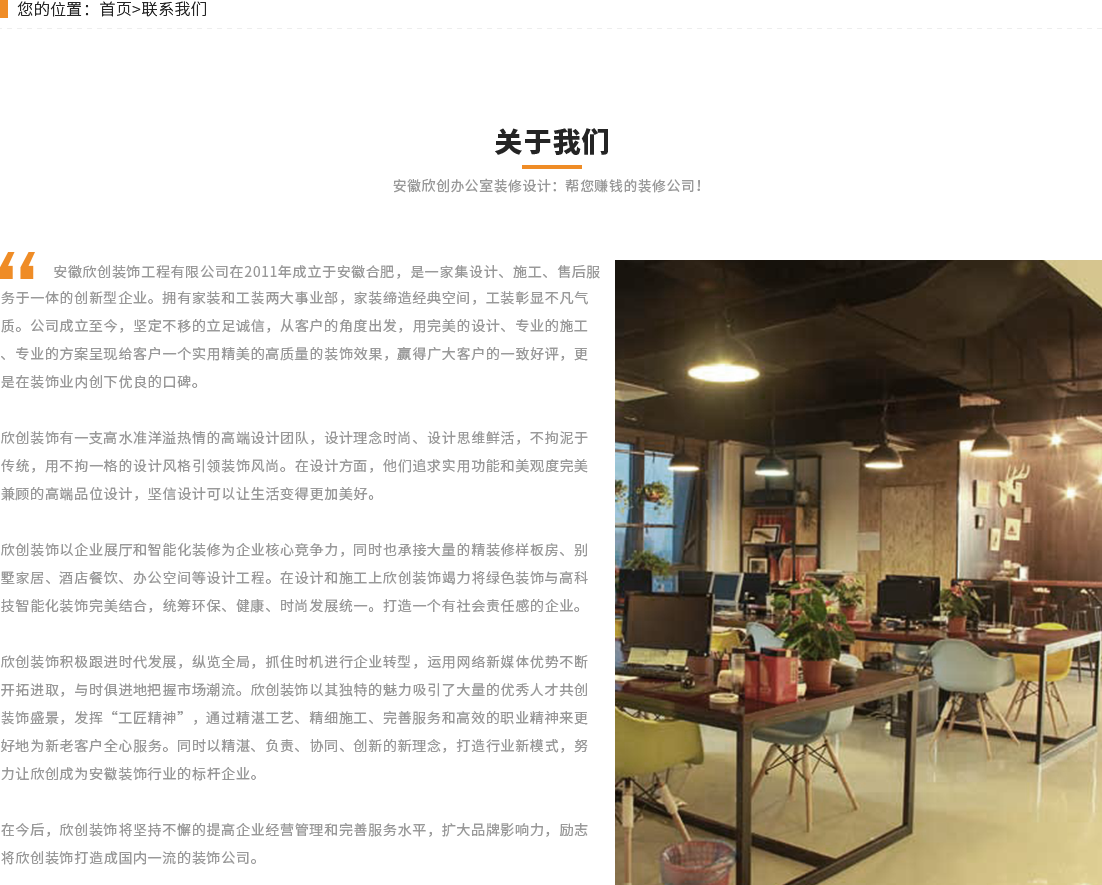 您的位置：首页>联系我们
关于我们
安徽欣创办公室装修设计：帮您赚钱的装修公司！
安徽欣创装饰工程有限公司在2011年成立于安徽合肥，是一家集设计、施工、售后服
务于一体的创新型企业。拥有家装和工装两大事业部，家装缔造经典空间，工装彰显不凡气
质。公司成立至今，坚定不移的立足诚信，从客户的角度出发，用完美的设计、专业的施工
、专业的方案呈现给客户一个实用精美的高质量的装饰效果，赢得广大客户的一致好评，更
是在装饰业内创下优良的口碑。
欣创装饰有一支高水准洋溢热情的高端设计团队，设计理念时尚、设计思维鲜活，不拘泥于
传统，用不拘一格的设计风格引领装饰风尚。在设计方面，他们追求实用功能和美观度完美
兼顾的高端品位设计，坚信设计可以让生活变得更加美好。
欣创装饰以企业展厅和智能化装修为企业核心竞争力，同时也承接大量的精装修样板房、别
墅家居、酒店餐饮、办公空间等设计工程。在设计和施工上欣创装饰竭力将绿色装饰与高科
技智能化装饰完美结合，统筹环保、健康、时尚发展统一。打造一个有社会责任感的企业。
欣创装饰积极跟进时代发展，纵览全局，抓住时机进行企业转型，运用网络新媒体优势不断
开拓进取，与时俱进地把握市场潮流。欣创装饰以其独特的魅力吸引了大量的优秀人才共创
装饰盛景，发挥“工匠精神”，通过精湛工艺、精细施工、完善服务和高效的职业精神来更
好地为新老客户全心服务。同时以精湛、负责、协同、创新的新理念，打造行业新模式，努
力让欣创成为安徽装饰行业的标杆企业。
在今后，欣创装饰将坚持不懈的提高企业经营管理和完善服务水平，扩大品牌影响力，励志
将欣创装饰打造成国内一流的装饰公司。